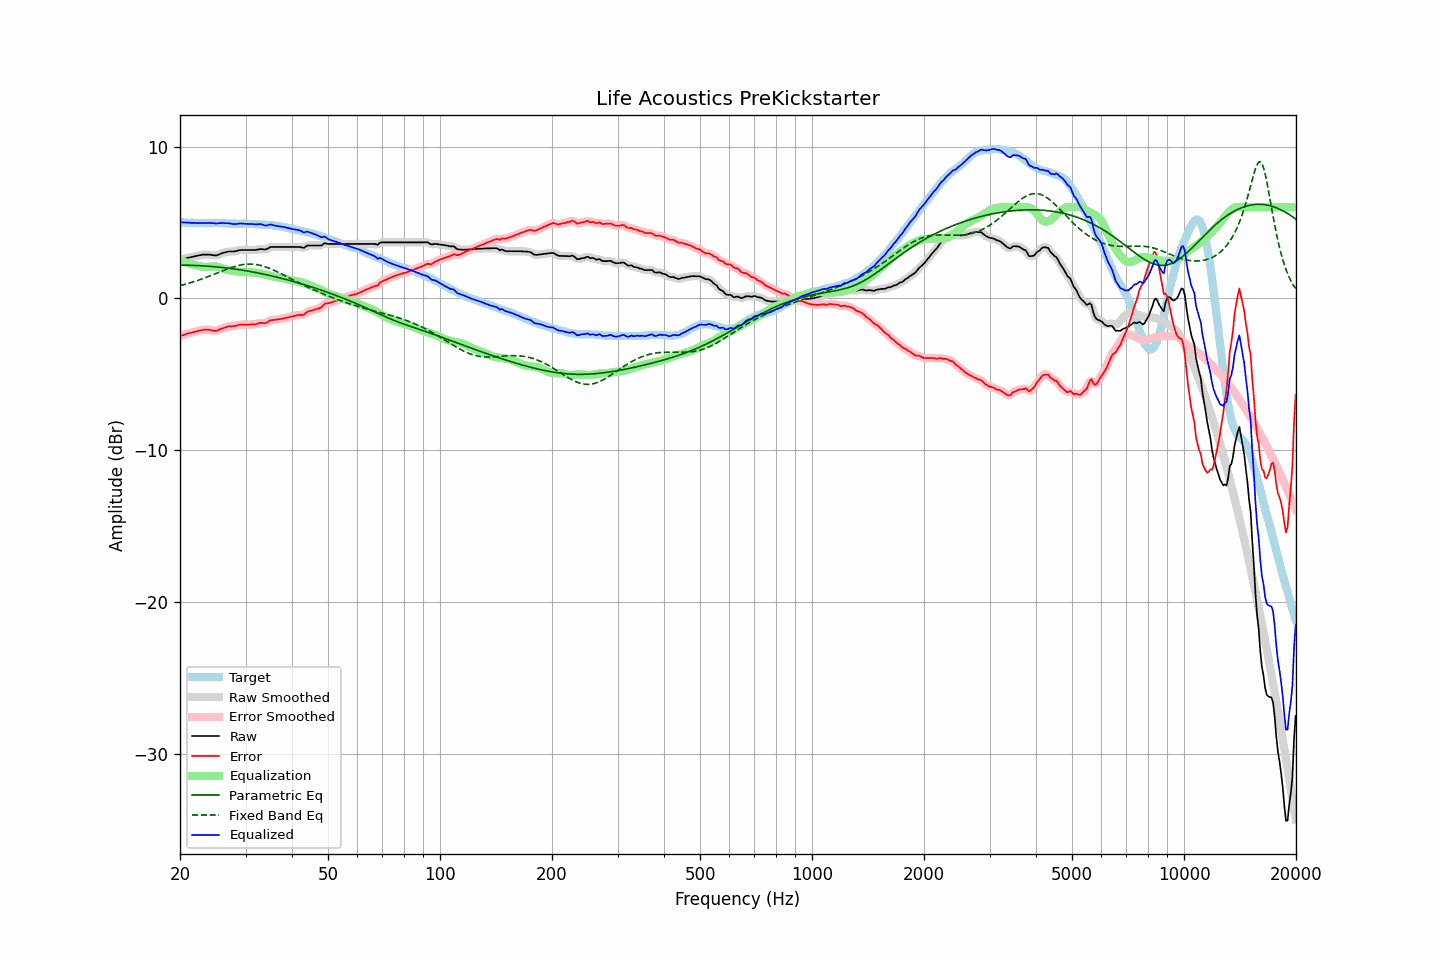 Life Acoustics PreKickstarter
10
0
−10
−20
−30
Amplitude (dBr)
Target
Raw Smoothed
Error Smoothed
Raw
Error
Equalization
Parametric Eq
Fixed Band Eq
Equalized
20 50 100 200 500 1000 2000 5000 10000 20000
Frequency (Hz)